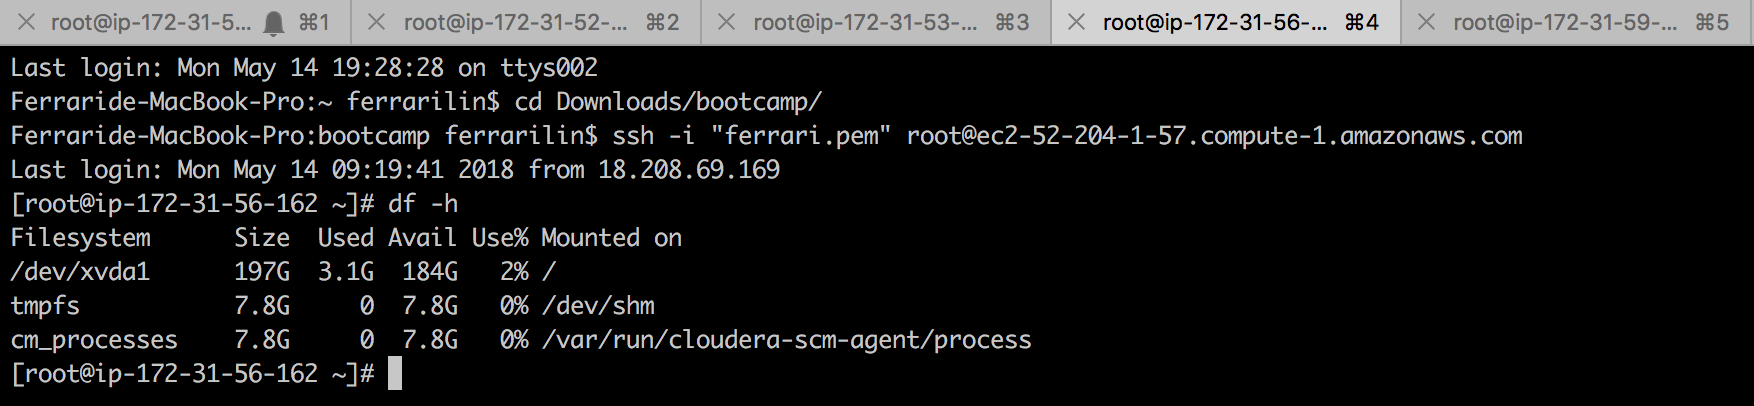 × root@ip-172-31-5... ⌘1 × root@ip-172-31-52-... ⌘2 × root@ip-172-31-53-... ⌘3 × root@ip-172-31-56-... ⌘4 × root@ip-172-31-59-... ⌘5
Last login: Mon May 14 19:28:28 on ttys002
Ferraride-MacBook-Pro:~ ferrarilin$ cd Downloads/bootcamp/
Ferraride-MacBook-Pro:bootcamp ferrarilin$ ssh -i "ferrari.pem" root@ec2-52-204-1-57.compute-1.amazonaws.com
Last login: Mon May 14 09:19:41 2018 from 18.208.69.169
[root@ip-172-31-56-162 ~]# df -h
Filesystem      Size  Used Avail Use% Mounted on
/dev/xvda1      197G  3.1G  184G   2% /
tmpfs           7.8G     0  7.8G   0% /dev/shm
cm_processes    7.8G     0  7.8G   0% /var/run/cloudera-scm-agent/process
[root@ip-172-31-56-162 ~]#